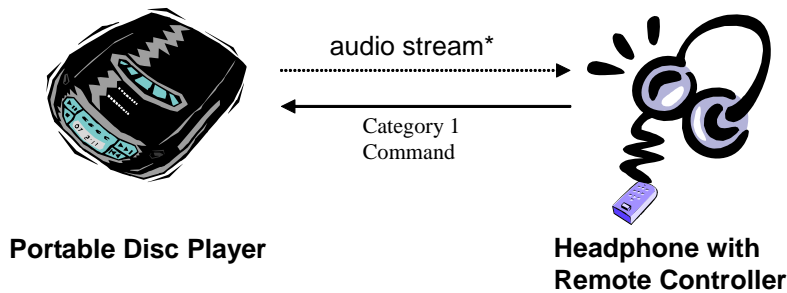 audio stream*
Category 1
Command
Portable Disc Player
Headphone with
Remote Controller